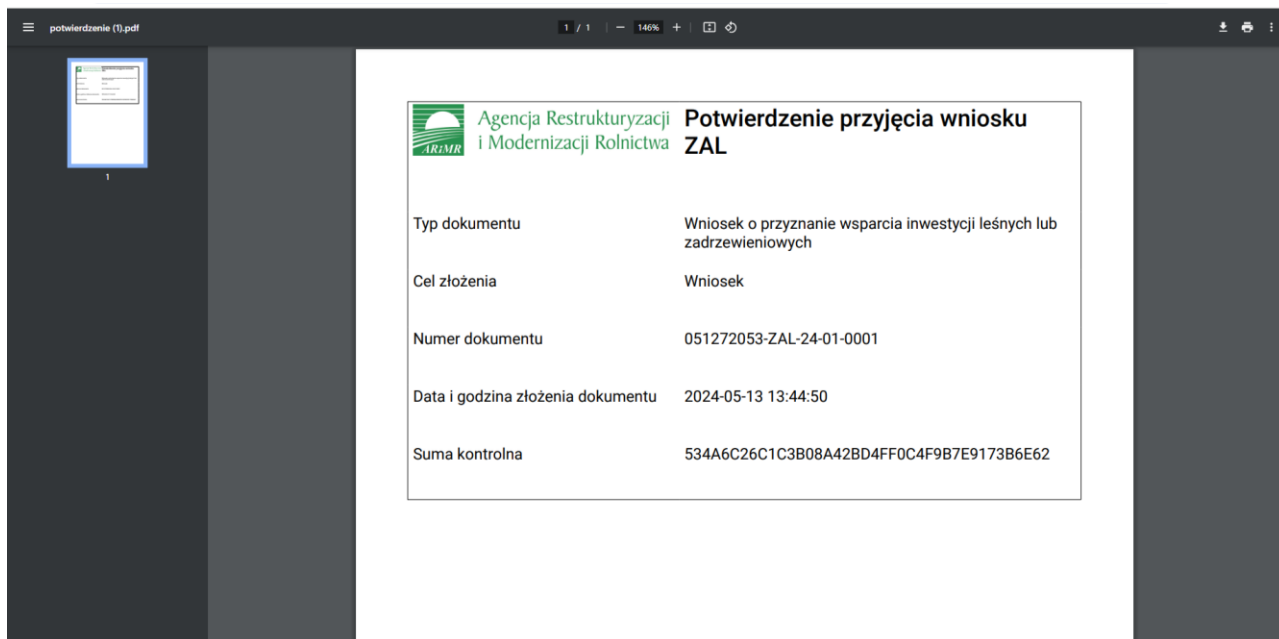 potwierdzenie (1).pdf
1 / 1
146%
1
ARiMR
Agencja Restrukturyzacji
i Modernizacji Rolnictwa
Potwierdzenie przyjęcia wniosku
ZAL
Typ dokumentu
Wniosek o przyznanie wsparcia inwestycji leśnych lub
zadrzewieniowych
Cel złożenia
Wniosek
Numer dokumentu
051272053-ZAL-24-01-0001
Data i godzina złożenia dokumentu
2024-05-13 13:44:50
Suma kontrolna
534A6C26C1C3B08A42BD4FF0C4F9B7E9173B6E62